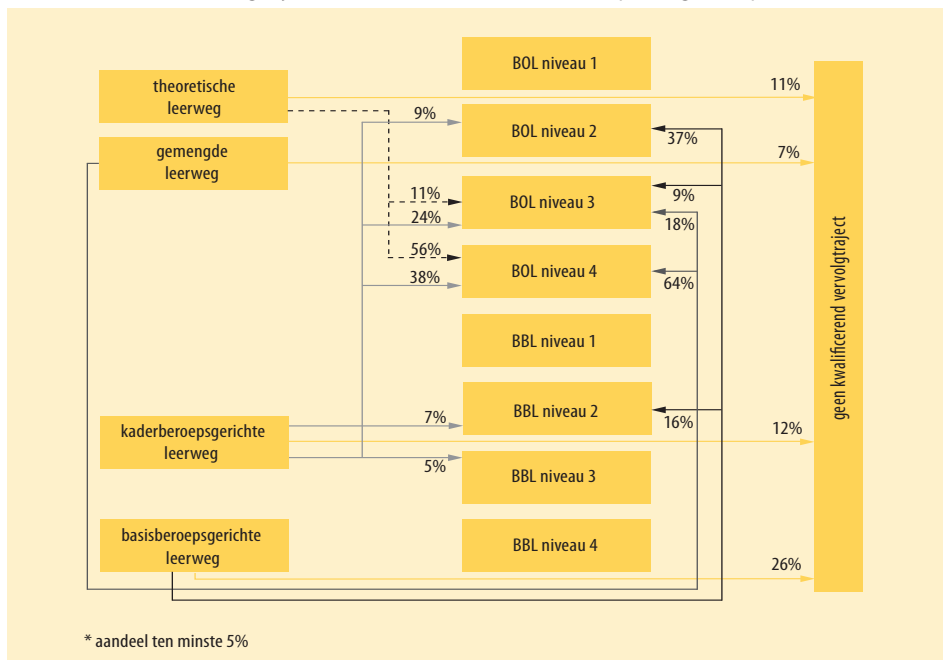 BOL niveau 1
theoretische
leerweg
11%
9%
BOL niveau 2
37%
gemengde
leerweg
7%
11%
BOL niveau 3
9%
24%
18%
56%
BOL niveau 4
38%
64%
geen kwalificerend vervolgtraject
BBL niveau 1
BBL niveau 2
7%
16%
kaderberoepsgerichte
leerweg
12%
5%
BBL niveau 3
basisberoepsgerichte
leerweg
BBL niveau 4
26%
* aandeel ten minste 5%